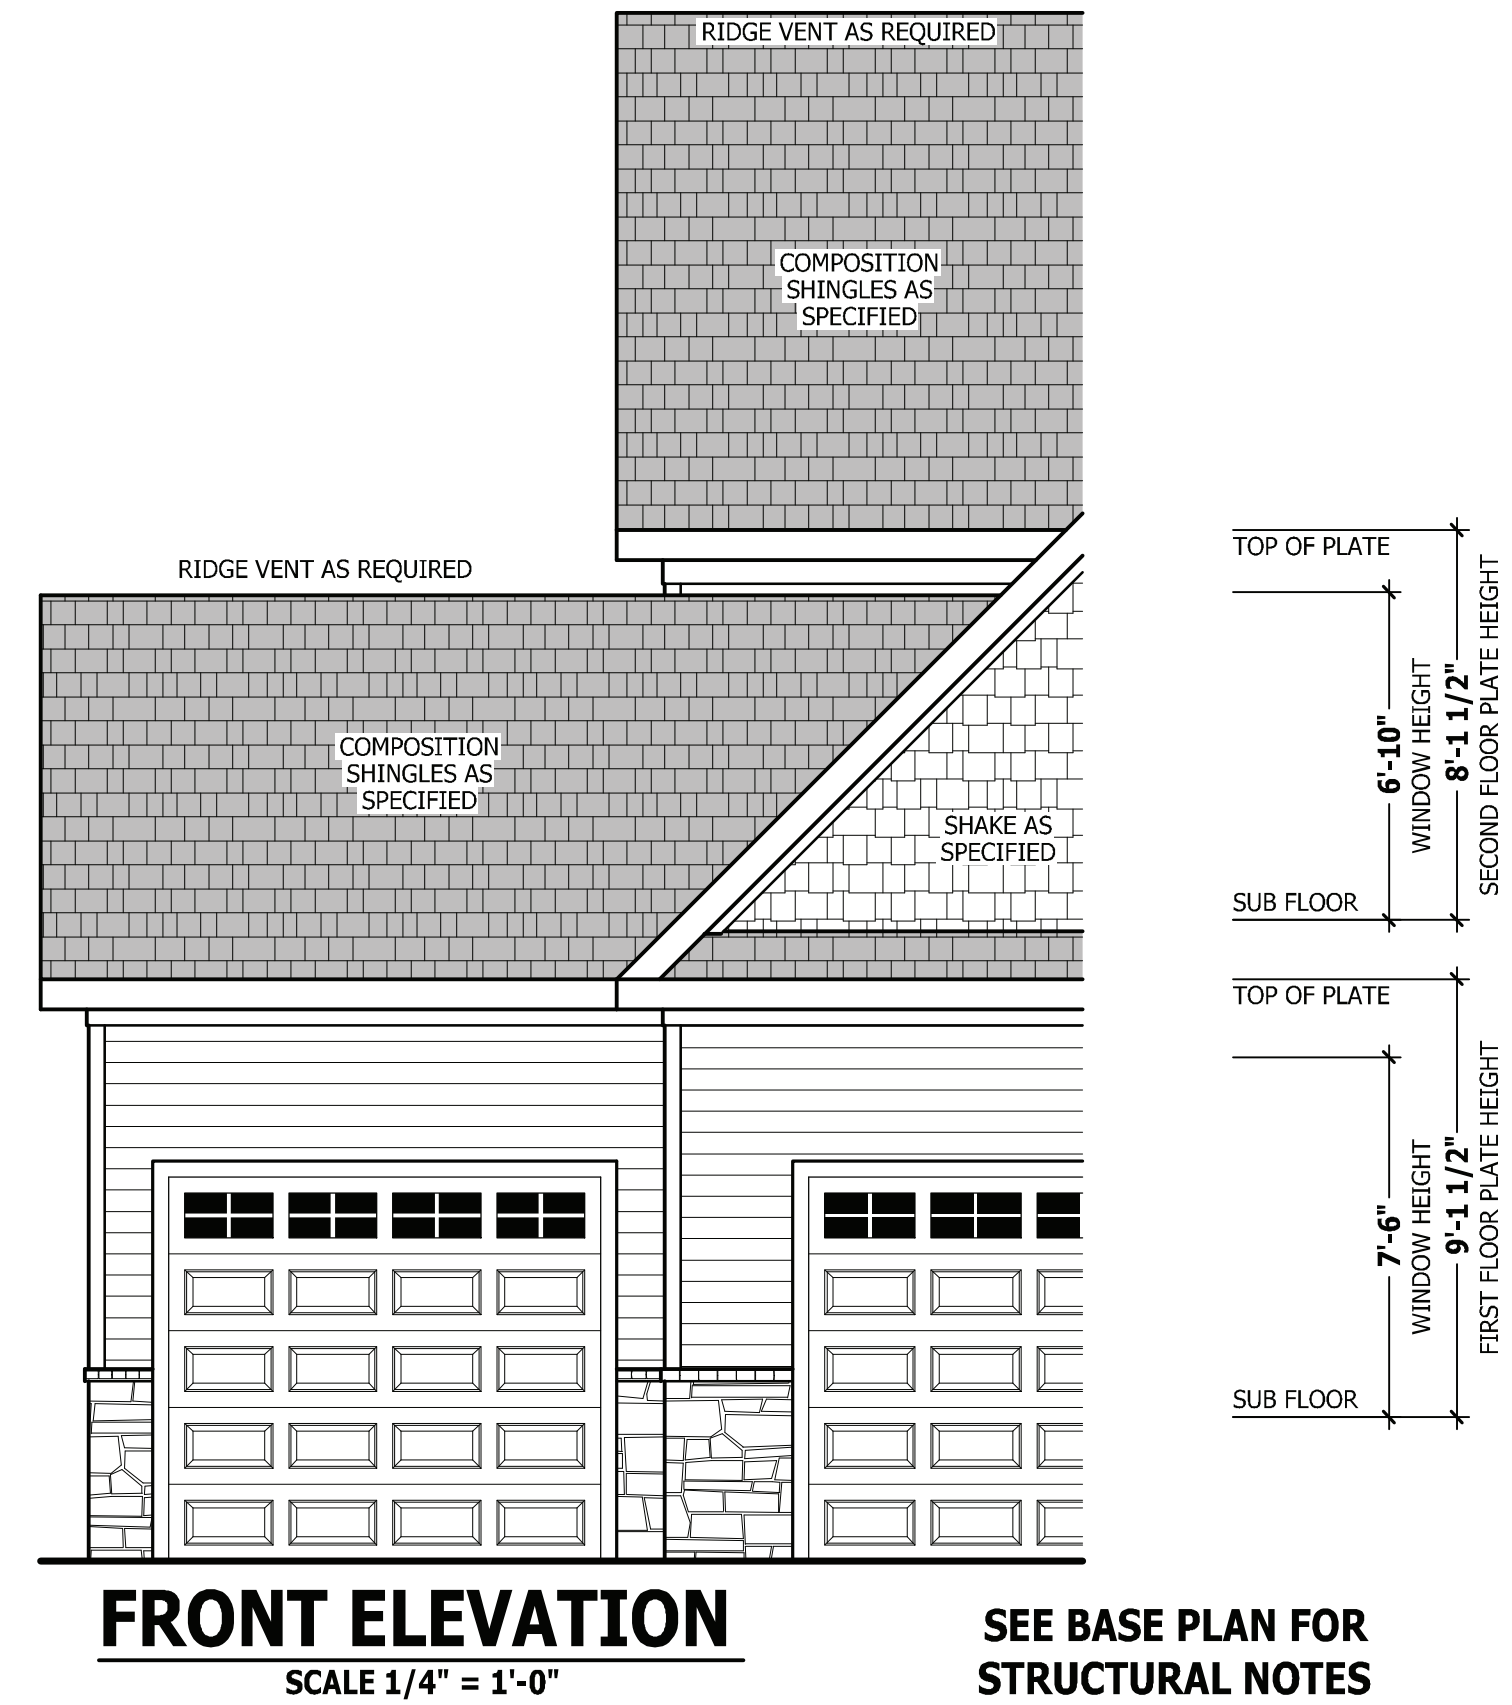 RIDGE VENT AS REQUIRED
COMPOSITION
SHINGLES AS
SPECIFIED
RIDGE VENT AS REQUIRED
COMPOSITION
SHINGLES AS
SPECIFIED
SHAKE AS
SPECIFIED
TOP OF PLATE
6'-10"
WINDOW HEIGHT
8'-1 1/2"
SECOND FLOOR PLATE HEIGHT
SUB FLOOR
TOP OF PLATE
7'-6"
WINDOW HEIGHT
9'-1 1/2"
FIRST FLOOR PLATE HEIGHT
SUB FLOOR
FRONT ELEVATION
SCALE 1/4" = 1'-0"
SEE BASE PLAN FOR
STRUCTURAL NOTES